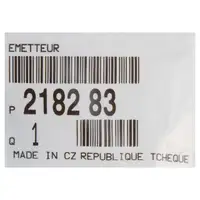 EMETTEUR
P 2182 83
Q 1
MADE IN CZ REPUBLIQUE TCHEQUE